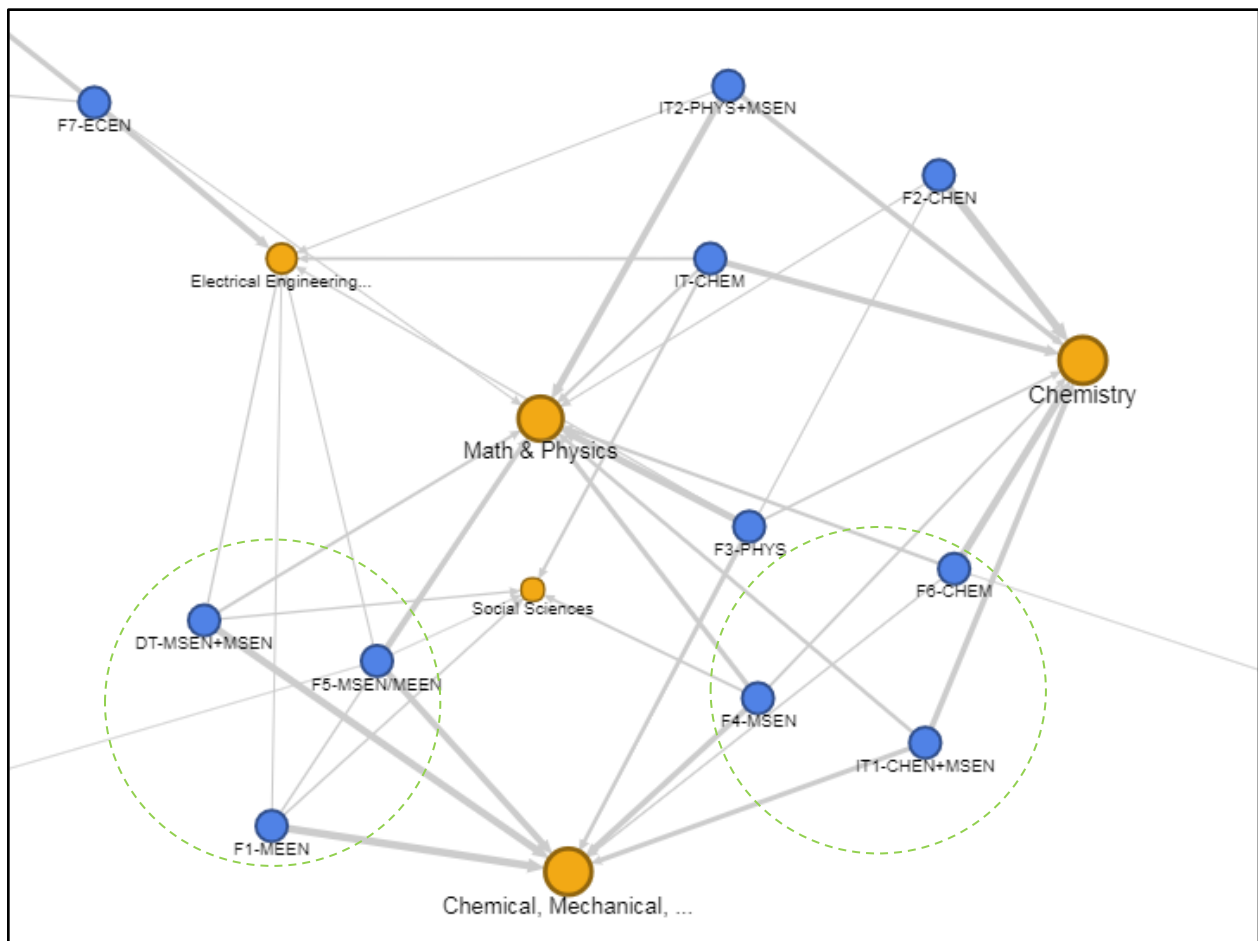 IT2-PHYS+MSEN
F7-ECEN
F2-CHEN
Electrical Engineering...
IT-CHEM
Chemistry
Math & Physics
F3-PHYS
F6-CHEM
Social Sciences
DT-MSEN+MSEN
F5-MSEN/MEEN
F4-MSEN
IT1-CHEN+MSEN
F1-MEEN
Chemical, Mechanical, ...